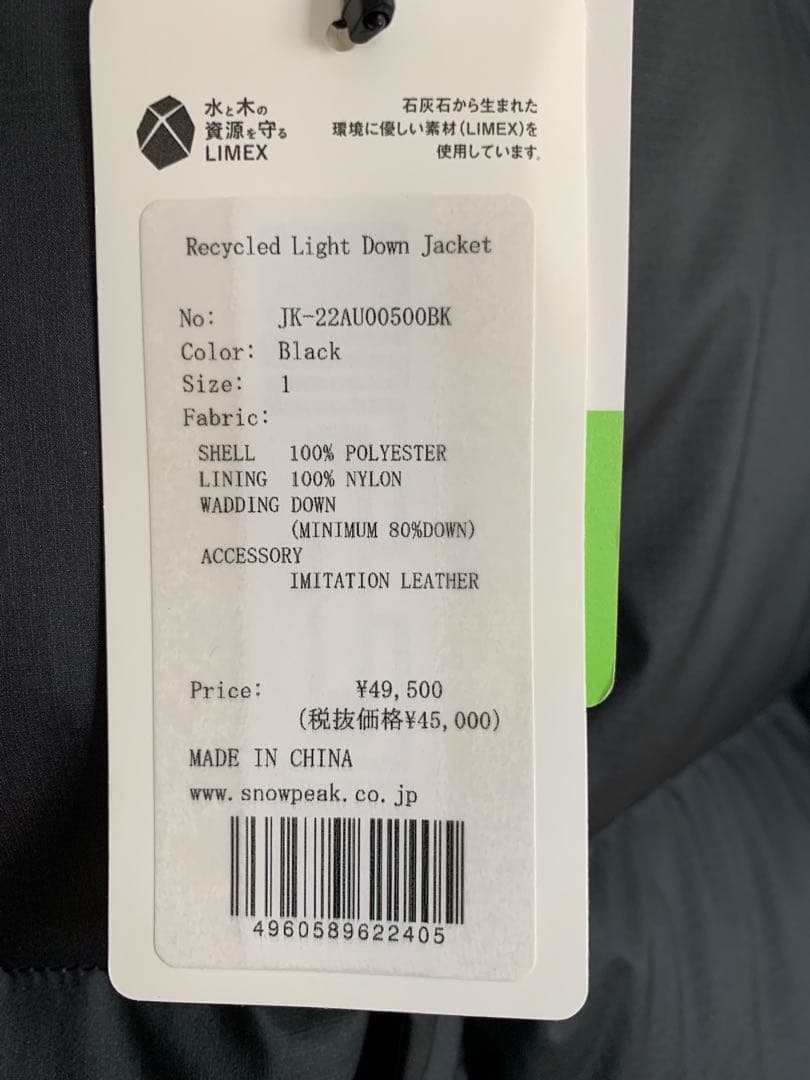 水と木の
資源を守る
LIMEX
石灰石から生まれた
環境に優しい素材(LIMEX)を
使用しています。
Recycled Light Down Jacket
No: JK-22AU00500BK
Color: Black
Size: 1
Fabric:
SHELL 100% POLYESTER
LINING 100% NYLON
WADDING DOWN
(MINIMUM 80%DOWN)
ACCESSORY
IMITATION LEATHER
Price: ¥49,500
(税抜価格¥45,000)
MADE IN CHINA
www.snowpeak.co.jp
4960589622405